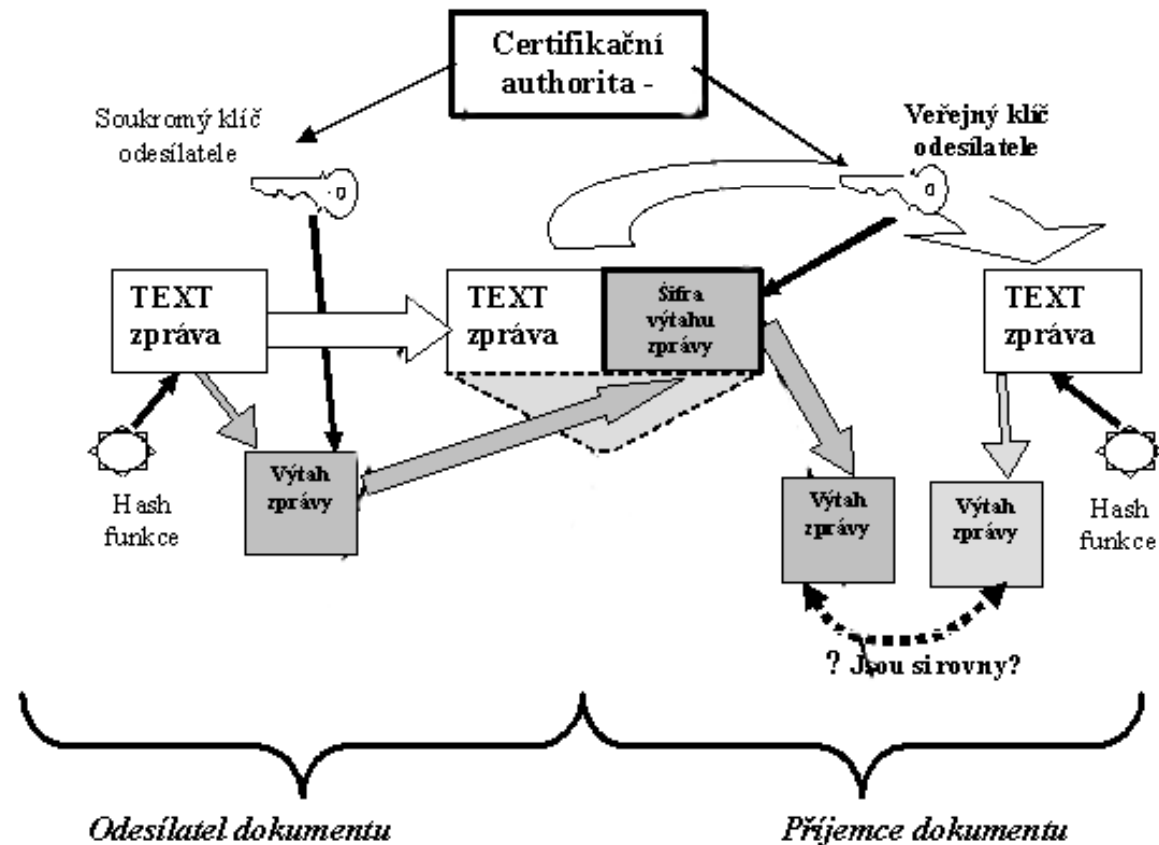 Certifikační
authorita -
Soukromý klíč
odesílatele
Veřejný klíč
odesílatele
TEXT
zpráva
TEXT
zpráva
Šifra
výtahu
zprávy
TEXT
zpráva
Hash
funkce
Výtah
zprávy
Výtah
zprávy
Výtah
zprávy
Hash
funkce
? Jsou si rovny?
Odesílatel dokumentu
Příjemce dokumentu